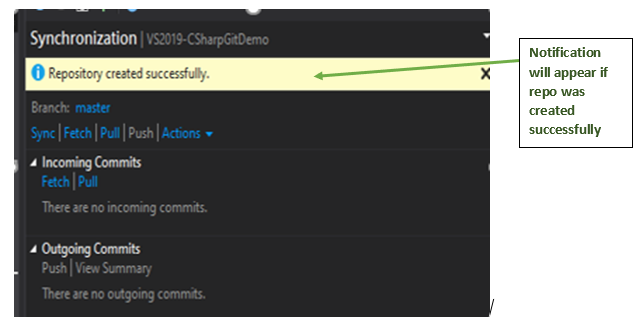 Synchronization | VS2019-CSharpGitDemo
Repository created successfully.
Branch: master
Sync | Fetch | Pull | Push | Actions
Incoming Commits
Fetch | Pull
There are no incoming commits.
Outgoing Commits
Push | View Summary
There are no outgoing commits.
Notification
will appear if
repo was
created
successfully
/